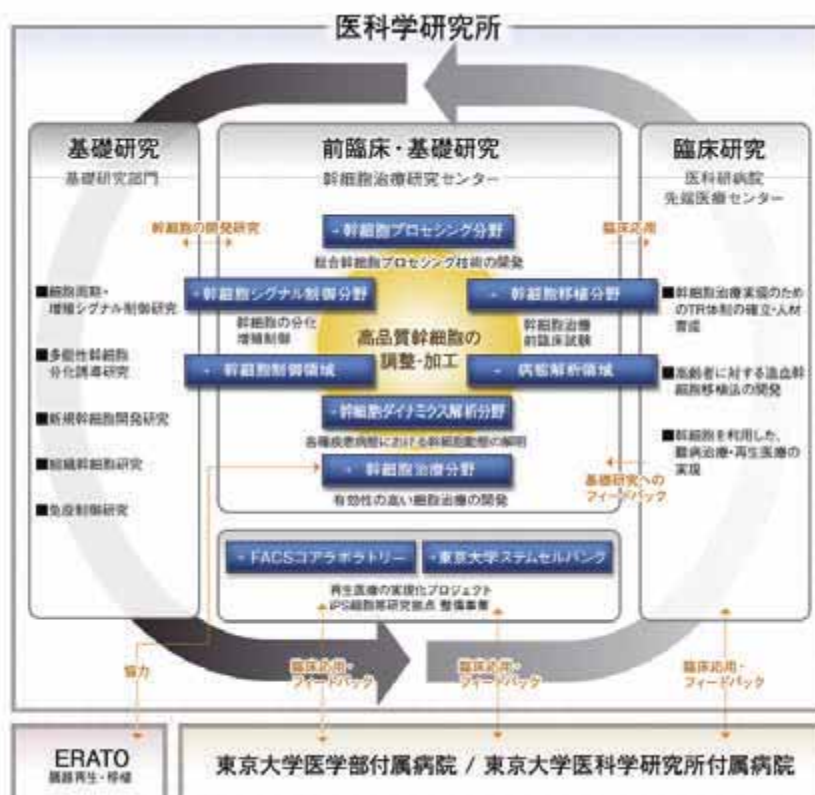 医科学研究所
基礎研究
基礎研究部門
前臨床・基礎研究
幹細胞治療研究センター
臨床研究
医科研病院
先端医療センター
幹細胞の開発研究
臨床応用
幹細胞プロセシング分野
総合幹細胞プロセシング技術の開発
幹細胞シグナル制御分野
幹細胞の分化
増殖制御
幹細胞移植分野
幹細胞治療
前臨床試験
高品質幹細胞の
調整・加工
幹細胞制御領域
病態解析領域
幹細胞ダイナミクス解析分野
各種疾患病態における幹細胞動態の解明
幹細胞治療分野
有効性の高い細胞治療の開発
■細胞周期・
増殖シグナル制御研究
■多能性幹細胞
分化誘導研究
■新規幹細胞開発研究
■組織幹細胞研究
■免疫制御研究
■幹細胞治療実現のため
のTR体制の確立・人材
育成
■高齢者に対する造血幹
細胞移植法の開発
■幹細胞を利用した、
難病治療・再生医療の
実現
基礎研究への
フィードバック
FACSコアラボラトリー
東京大学ステムセルバンク
再生医療の実現化プロジェクト
iPS細胞等研究拠点 整備事業
協力
臨床応用・
フィードバック
臨床応用・
フィードバック
臨床応用・
フィードバック
ERATO
臓器再生・移植
東京大学医学部付属病院 / 東京大学医科学研究所付属病院